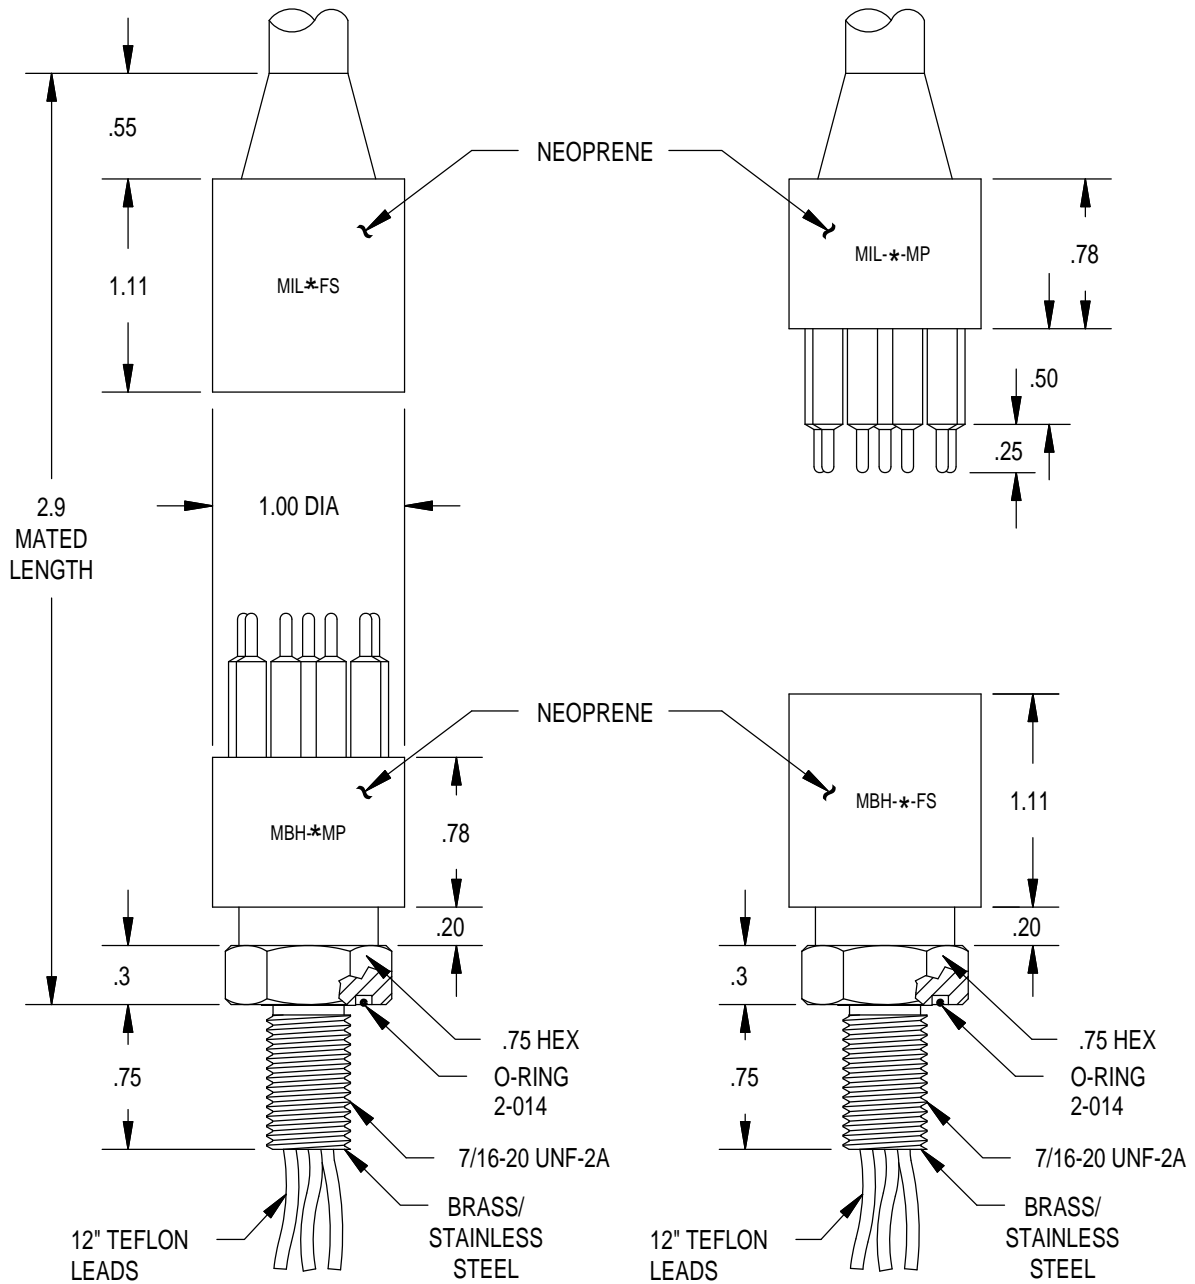 .55
NEOPRENE
1.11
MIL*-FS
MIL-*-MP
.78
.50
.25
2.9
MATED
LENGTH
1.00 DIA
NEOPRENE
MBH-*MP
.78
.20
.3
.75
.75 HEX
O-RING
2-014
7/16-20 UNF-2A
BRASS/
STAINLESS
STEEL
12" TEFLON
LEADS
MBH-*-FS
1.11
.20
.3
.75
.75 HEX
O-RING
2-014
7/16-20 UNF-2A
BRASS/
STAINLESS
STEEL
12" TEFLON
LEADS